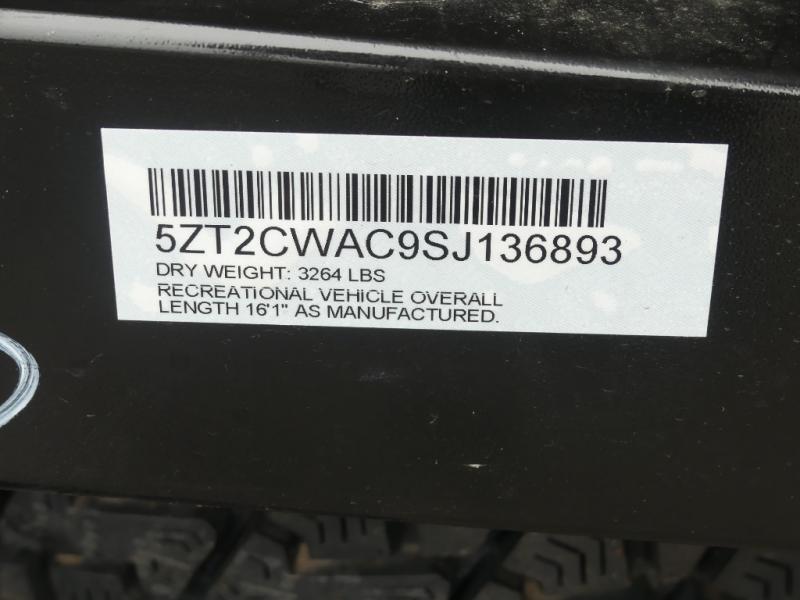 5ZT2CWAC9SJ136893
DRY WEIGHT: 3264 LBS
RECREATIONAL VEHICLE OVERALL
LENGTH 16'1" AS MANUFACTURED.